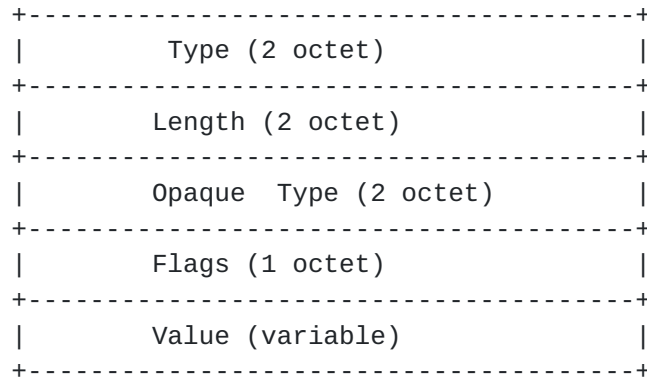 +---------------------------------------+
|         Type (2 octet)                |
+---------------------------------------+
|        Length (2 octet)               |
+---------------------------------------+
|        Opaque  Type (2 octet)         |
+---------------------------------------+
|        Flags (1 octet)                |
+---------------------------------------+
|        Value (variable)               |
+---------------------------------------+